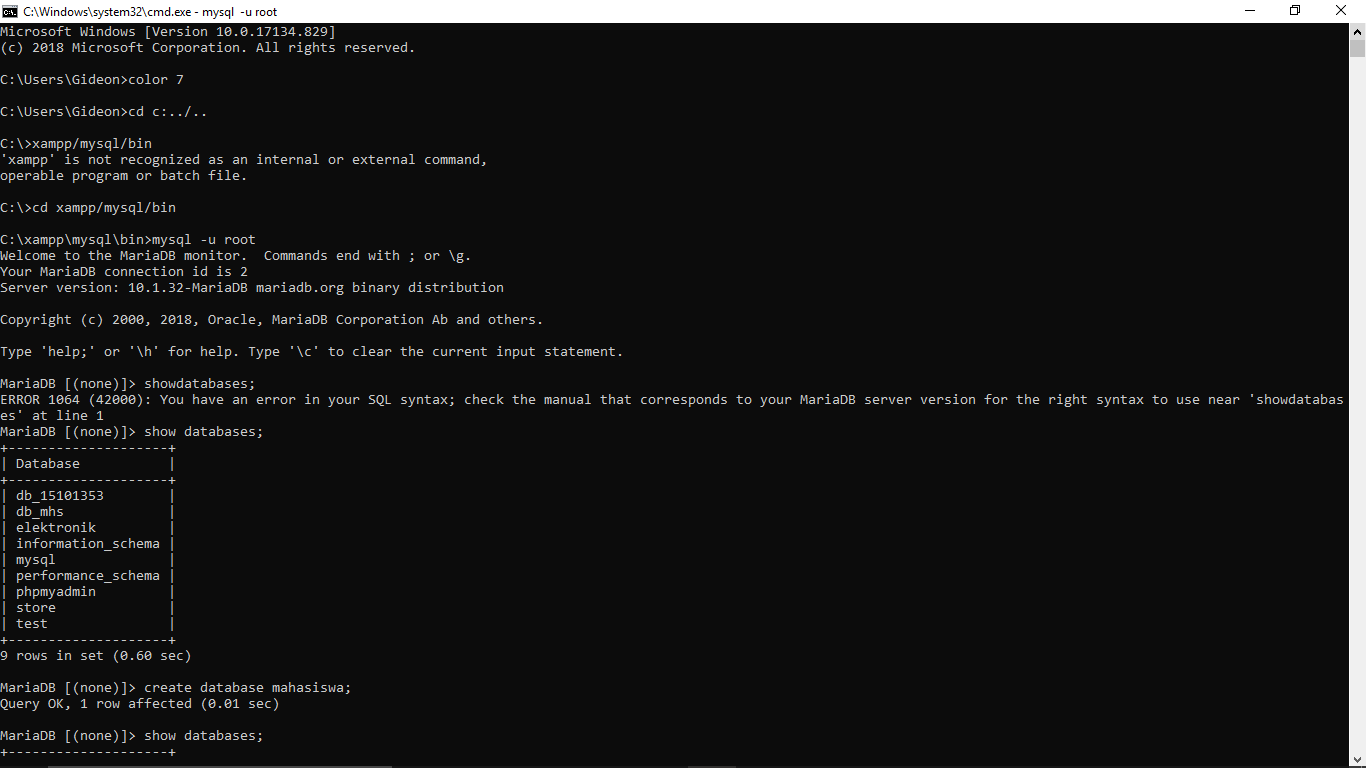 C:\Windows\system32\cmd.exe - mysql  -u root
Microsoft Windows [Version 10.0.17134.829]
(c) 2018 Microsoft Corporation. All rights reserved.
C:\Users\Gideon>color 7
C:\Users\Gideon>cd c:../..
C:\>xampp/mysql/bin
'xampp' is not recognized as an internal or external command,
operable program or batch file.
C:\>cd xampp/mysql/bin
C:\xampp\mysql\bin>mysql -u root
Welcome to the MariaDB monitor.  Commands end with ; or \g.
Your MariaDB connection id is 2
Server version: 10.1.32-MariaDB mariadb.org binary distribution
Copyright (c) 2000, 2018, Oracle, MariaDB Corporation Ab and others.
Type 'help;' or '\h' for help. Type '\c' to clear the current input statement.
MariaDB [(none)]> showdatabases;
ERROR 1064 (42000): You have an error in your SQL syntax; check the manual that corresponds to your MariaDB server version for the right syntax to use near 'showdatabas
es' at line 1
MariaDB [(none)]> show databases;
+--------------------+
| Database           |
+--------------------+
| db_15101353        |
| db_mhs             |
| elektronik         |
| information_schema |
| mysql              |
| performance_schema |
| phpmyadmin         |
| store              |
| test               |
+--------------------+
9 rows in set (0.60 sec)
MariaDB [(none)]> create database mahasiswa;
Query OK, 1 row affected (0.01 sec)
MariaDB [(none)]> show databases;
+--------------------+